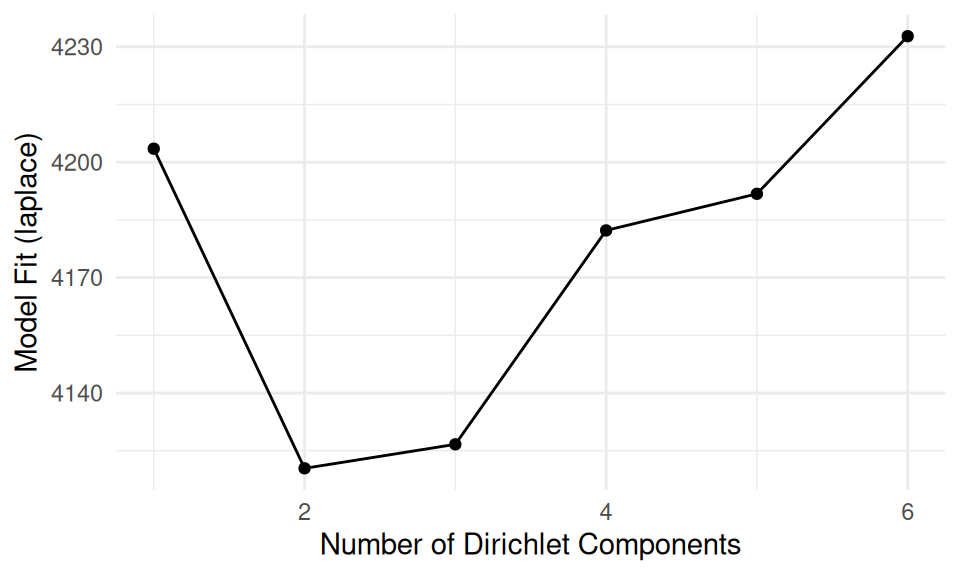 4230
4200
4170
4140
Model Fit (laplace)
2 4 6
Number of Dirichlet Components